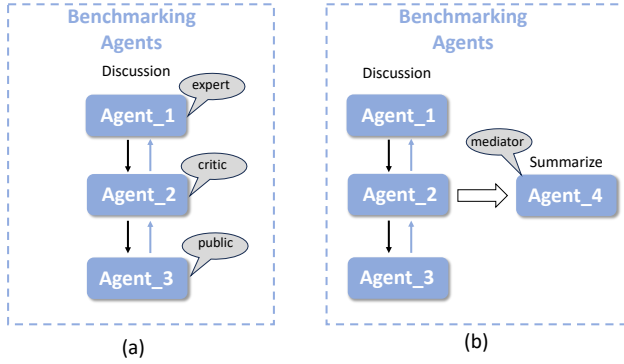 Benchmarking
Agents
Discussion
expert
Agent_1
critic
Agent_2
public
Agent_3
(a)
Benchmarking
Agents
Discussion
Agent_1
mediator
Summarize
Agent_2
Agent_4
Agent_3
(b)